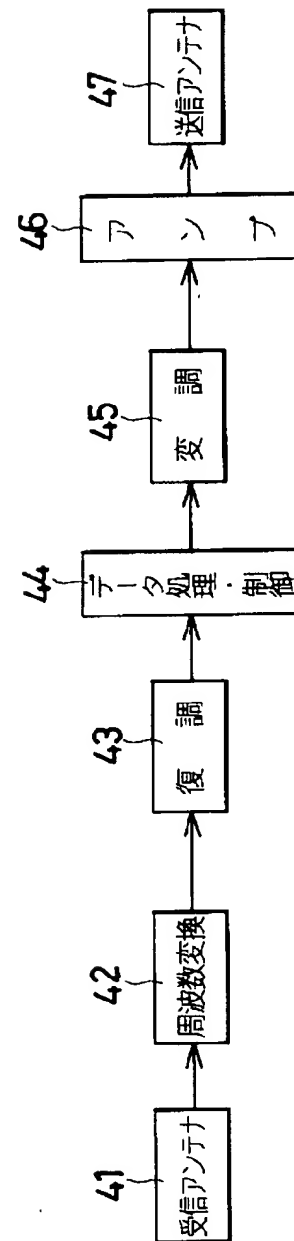 41
受信アンテナ
42
周波数変換
43
復調
44
データ処理・制御
45
変調
46
アンプ
47
送信アンテナ